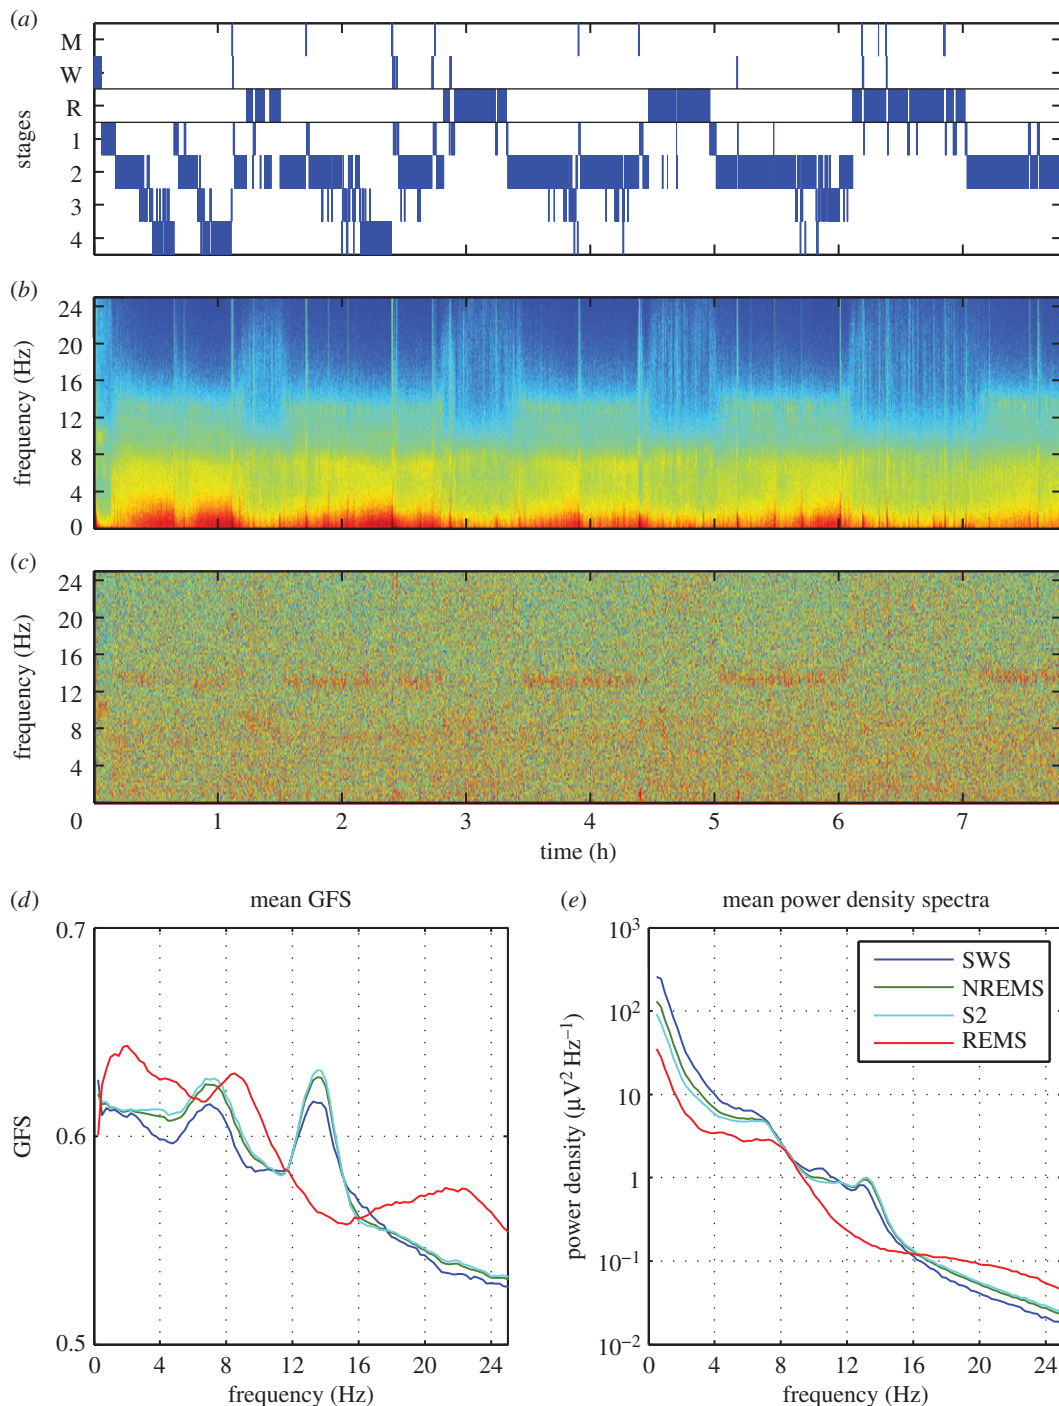 (a)
M
W
R
1
2
3
4
stages
(b)
24
20
16
12
8
4
0
frequency (Hz)
(c)
24
20
16
12
8
4
0
frequency (Hz)
1 2 3 4 5 6 7
time (h)
(d) mean GFS
0.7
0.6
0.5
GFS
0 4 8 12 16 20 24
frequency (Hz)
(e) mean power density spectra
10³
10²
10
1
10⁻¹
10⁻²
power density (µV² Hz⁻¹)
SWS
NREMS
S2
REMS
0 4 8 12 16 20 24
frequency (Hz)